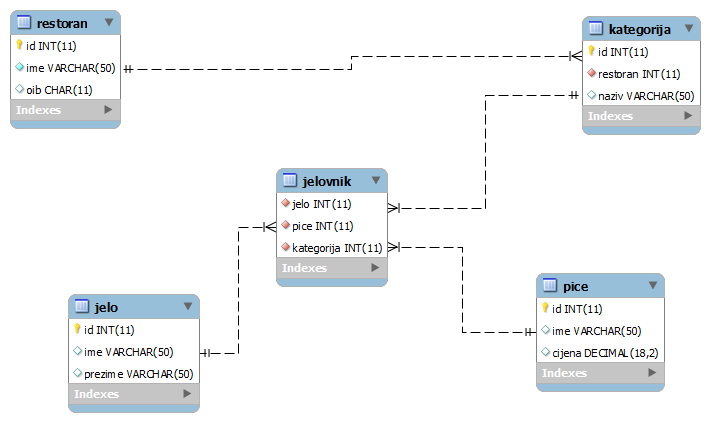 restoran
id INT(11)
ime VARCHAR(50)
oib CHAR(11)
Indexes
kategorija
id INT(11)
restoran INT(11)
naziv VARCHAR(50)
Indexes
jelovnik
jelo INT(11)
pice INT(11)
kategorija INT(11)
Indexes
jelo
id INT(11)
ime VARCHAR(50)
prezime VARCHAR(50)
Indexes
pice
id INT(11)
ime VARCHAR(50)
cijena DECIMAL(18,2)
Indexes